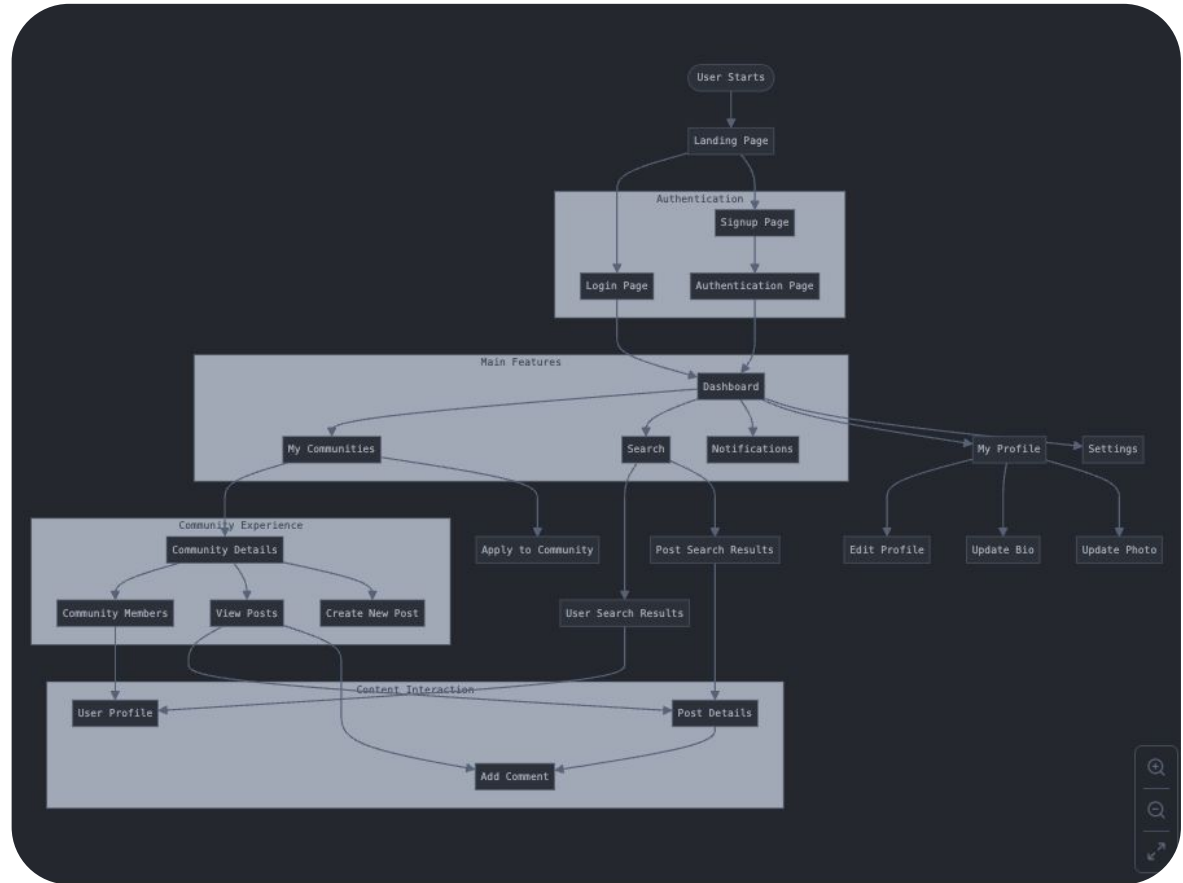 User Starts
Landing Page
Authentication
Signup Page
Login Page
Authentication Page
Main Features
Dashboard
My Communities
Search
Notifications
My Profile
Settings
Community Experience
Community Details
Apply to Community
Post Search Results
Edit Profile
Update Bio
Update Photo
Community Members
View Posts
Create New Post
User Search Results
Content Interaction
User Profile
Post Details
Add Comment